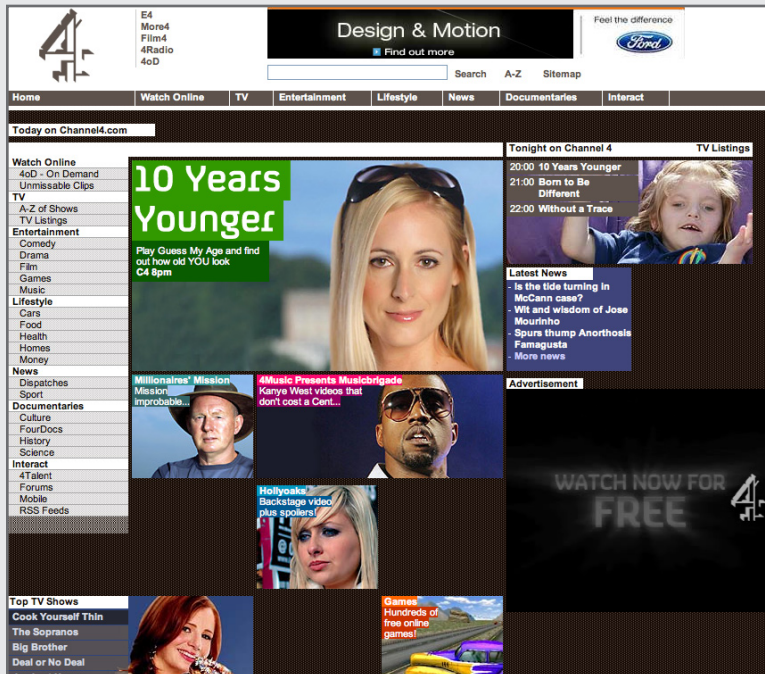 E4
More4
Film4
4Radio
4oD
Design & Motion
Find out more
Feel the difference
Ford
Search A-Z Sitemap
Home Watch Online TV Entertainment Lifestyle News Documentaries Interact
Today on Channel4.com
Watch Online
4oD - On Demand
Unmissable Clips
TV
A-Z of Shows
TV Listings
Entertainment
Comedy
Drama
Film
Games
Music
Lifestyle
Cars
Food
Health
Homes
Money
News
Dispatches
Sport
Documentaries
Culture
FourDocs
History
Science
Interact
4Talent
Forums
Mobile
RSS Feeds
10 Years
Younger
Play Guess My Age and find
out how old YOU look
C4 8pm
Tonight on Channel 4 TV Listings
20:00 10 Years Younger
21:00 Born to Be
Different
22:00 Without a Trace
Latest News
- Is the tide turning in
McCann case?
- Wit and wisdom of Jose
Mourinho
- Spurs thump Anorthosis
Famagusta
- More news
Millionaires' Mission
Mission
improbable...
4Music Presents Musicbrigade
Kanye West videos that
don't cost a Cent...
Advertisement
WATCH NOW FOR
FREE
4
Hollyoaks
Backstage video
plus spoilers!
Top TV Shows
Cook Yourself Thin
The Sopranos
Big Brother
Deal or No Deal
Games
Hundreds of
free online
games!